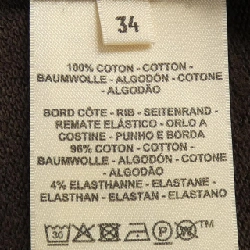 34
100% COTON - COTTON -
BAUMWOLLE - ALGODÓN - COTONE
- ALGODÃO
BORD CÔTE - RIB - SEITENRAND -
REMATE ELÁSTICO - ORLO A
COSTINE - PUNHO E BORDA
96% COTON - COTTON -
BAUMWOLLE - ALGODÓN - COTONE
- ALGODÃO
4% ELASTHANNE - ELASTANE -
ELASTHAN - ELASTAN - ELASTANO